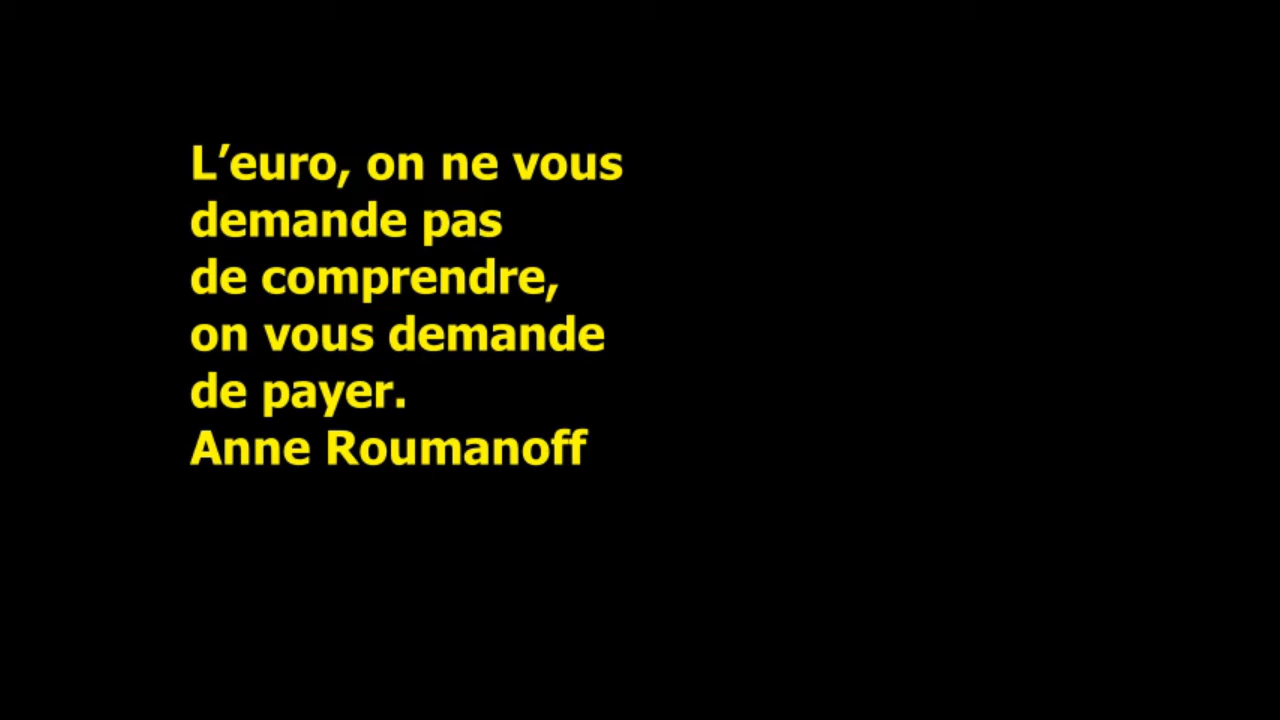 L’euro, on ne vous
demande pas
de comprendre,
on vous demande
de payer.
Anne Roumanoff